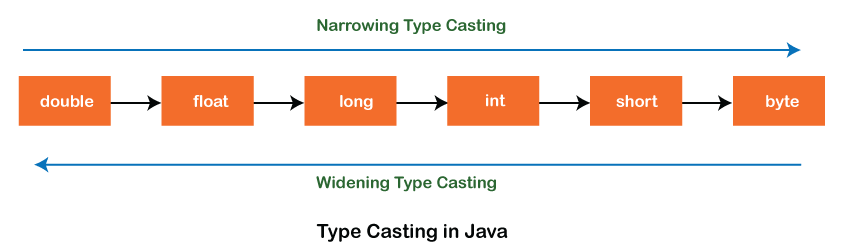 Narrowing Type Casting
double float long int short byte
Widening Type Casting
Type Casting in Java